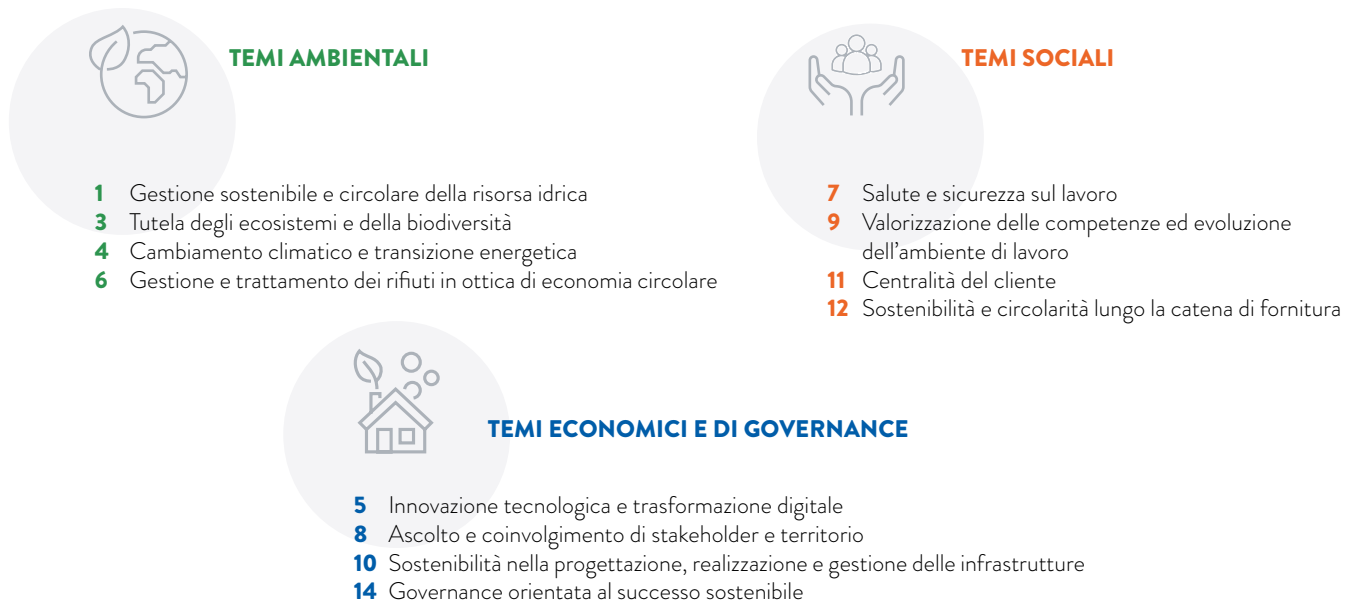 TEMI AMBIENTALI
1 Gestione sostenibile e circolare della risorsa idrica
3 Tutela degli ecosistemi e della biodiversità
4 Cambiamento climatico e transizione energetica
6 Gestione e trattamento dei rifiuti in ottica di economia circolare
TEMI SOCIALI
7 Salute e sicurezza sul lavoro
9 Valorizzazione delle competenze ed evoluzione
dell’ambiente di lavoro
11 Centralità del cliente
12 Sostenibilità e circolarità lungo la catena di fornitura
TEMI ECONOMICI E DI GOVERNANCE
5 Innovazione tecnologica e trasformazione digitale
8 Ascolto e coinvolgimento di stakeholder e territorio
10 Sostenibilità nella progettazione, realizzazione e gestione delle infrastrutture
14 Governance orientata al successo sostenibile